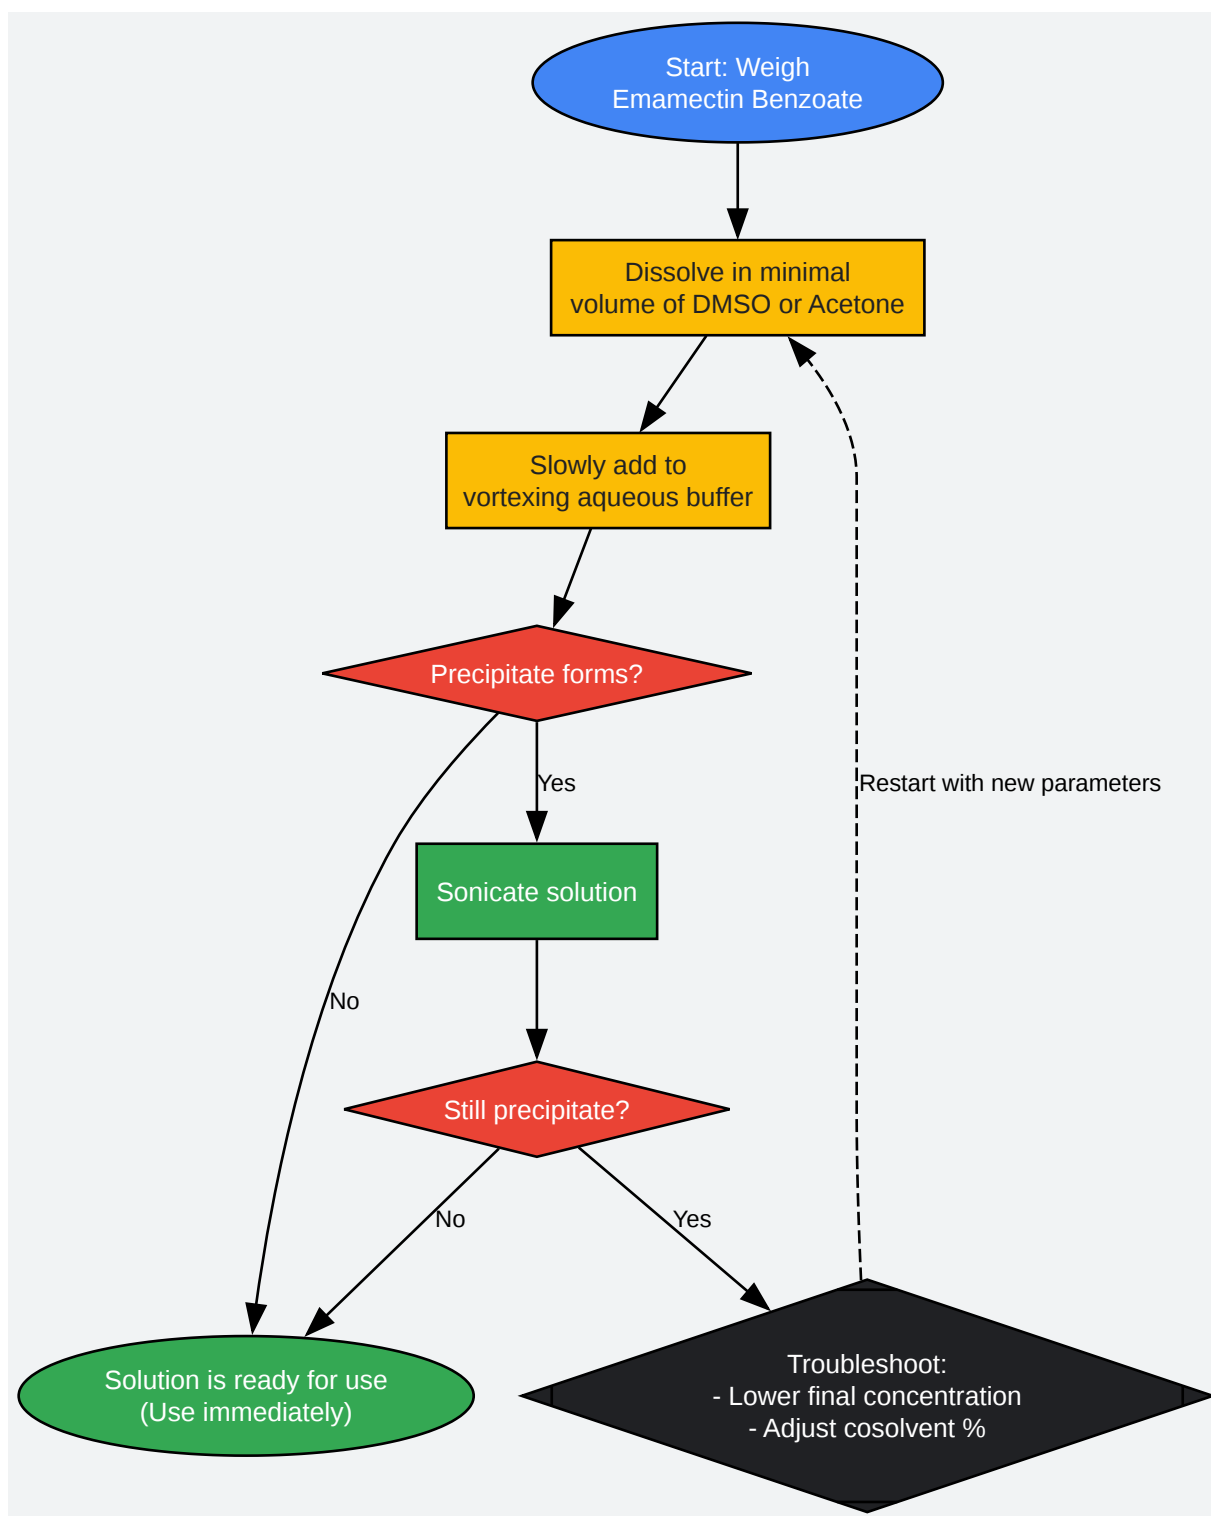 Start: Weigh
Emamectin Benzoate
Dissolve in minimal
volume of DMSO or Acetone
Slowly add to
vortexing aqueous buffer
Precipitate forms?
Yes
Restart with new parameters
Sonicate solution
No
Still precipitate?
No
Yes
Solution is ready for use
(Use immediately)
Troubleshoot:
- Lower final concentration
- Adjust cosolvent %